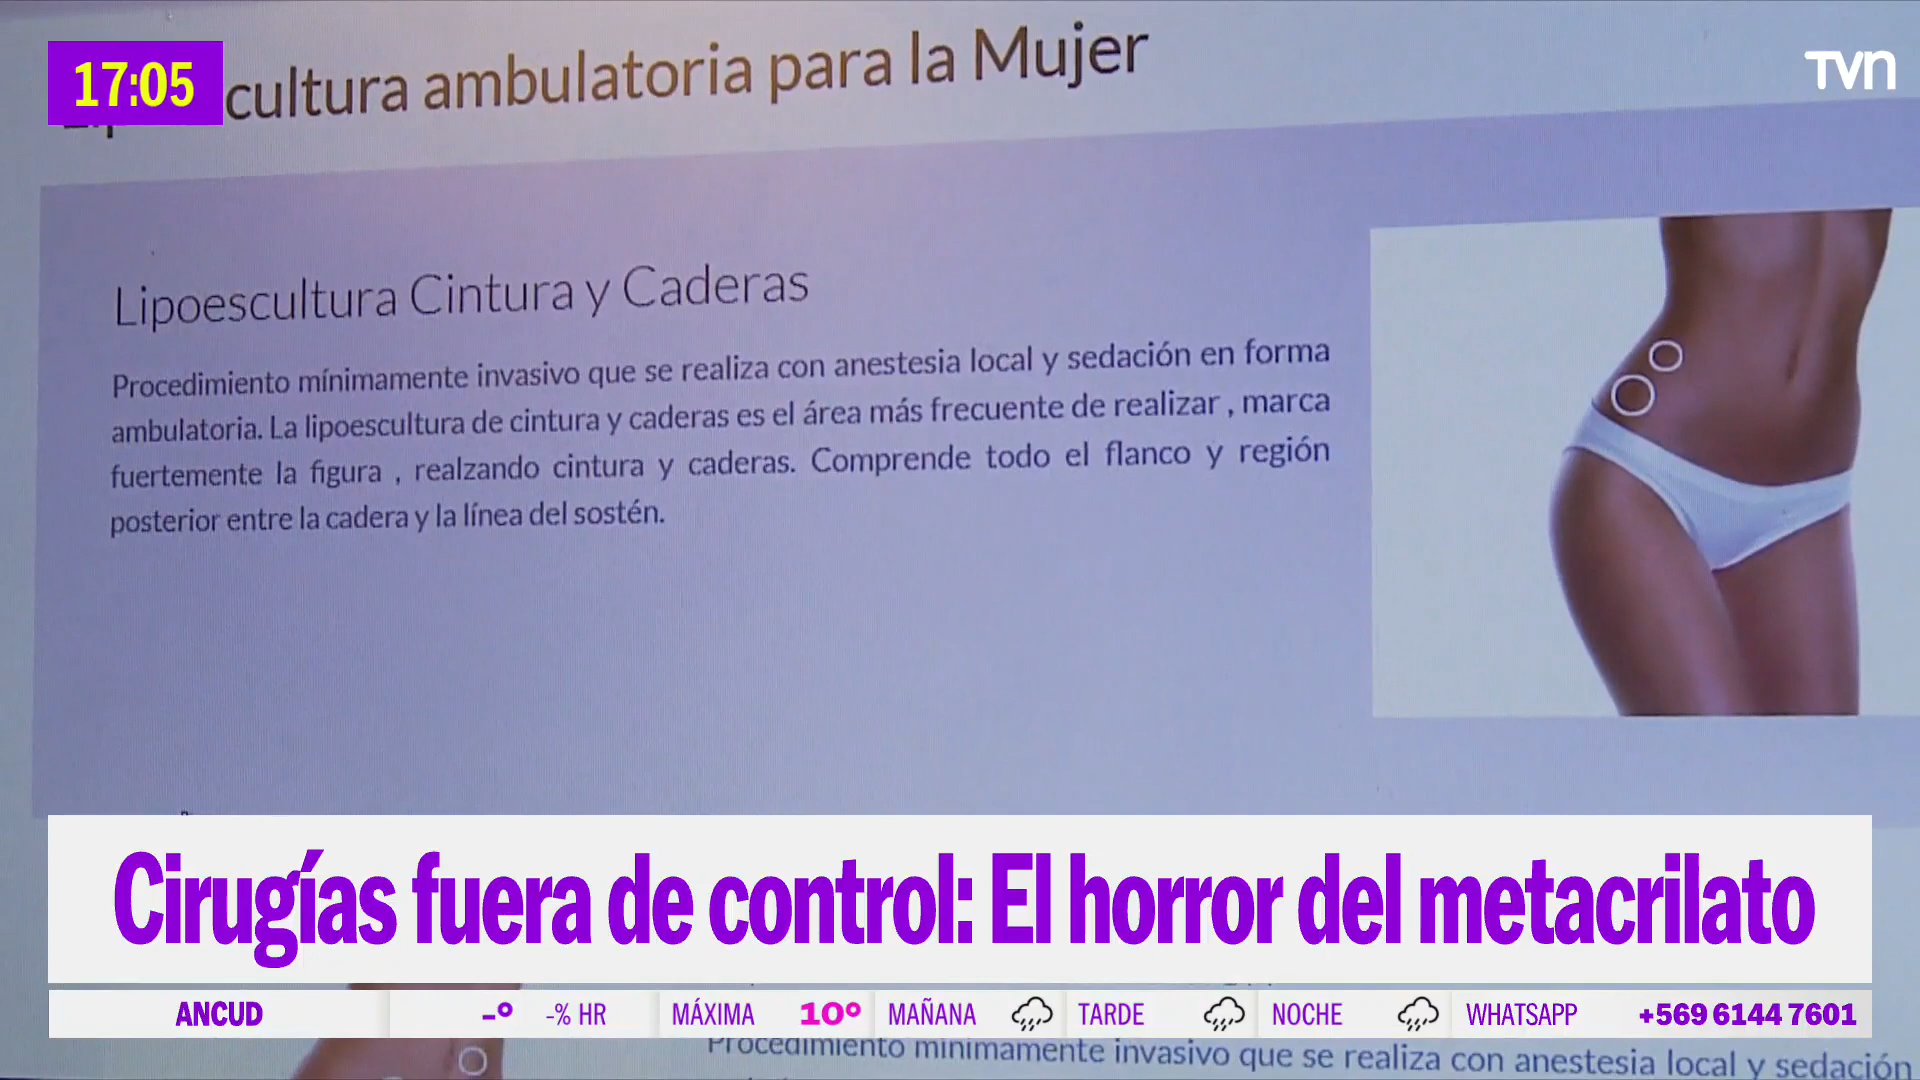 17:05
cultura ambulatoria para la Mujer
TVN
Lipoescultura Cintura y Caderas
Procedimiento mínimamente invasivo que se realiza con anestesia local y sedación en forma
ambulatoria. La lipoescultura de cintura y caderas es el área más frecuente de realizar , marca
fuertemente la figura , realzando cintura y caderas. Comprende todo el flanco y región
posterior entre la cadera y la línea del sostén.
Cirugías fuera de control: El horror del metacrilato
ANCUD -° -% HR MÁXIMA 10° MAÑANA TARDE NOCHE WHATSAPP +569 6144 7601
Procedimiento mínimamente invasivo que se realiza con anestesia local y sedación